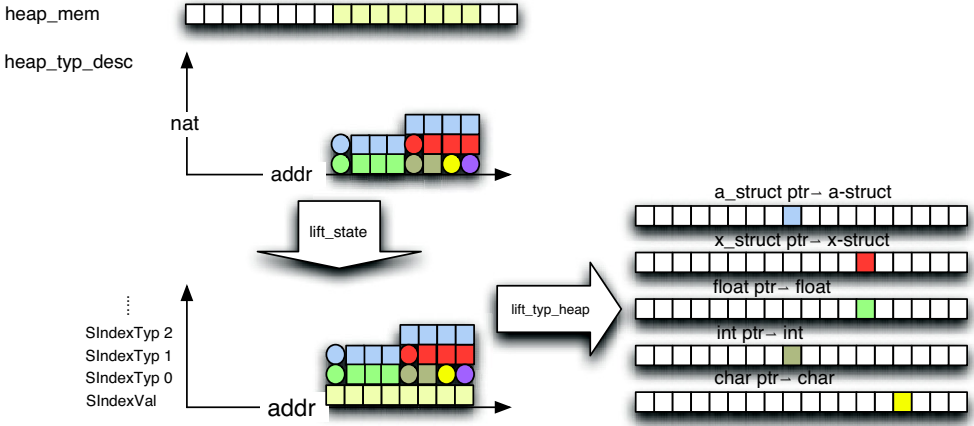 heap_mem
heap_typ_desc
nat
addr
lift_state
SIndexTyp 2
SIndexTyp 1
SIndexTyp 0
SIndexVal
addr
lift_typ_heap
a_struct ptr⇀ a-struct
x_struct ptr⇀ x-struct
float ptr⇀ float
int ptr⇀ int
char ptr⇀ char